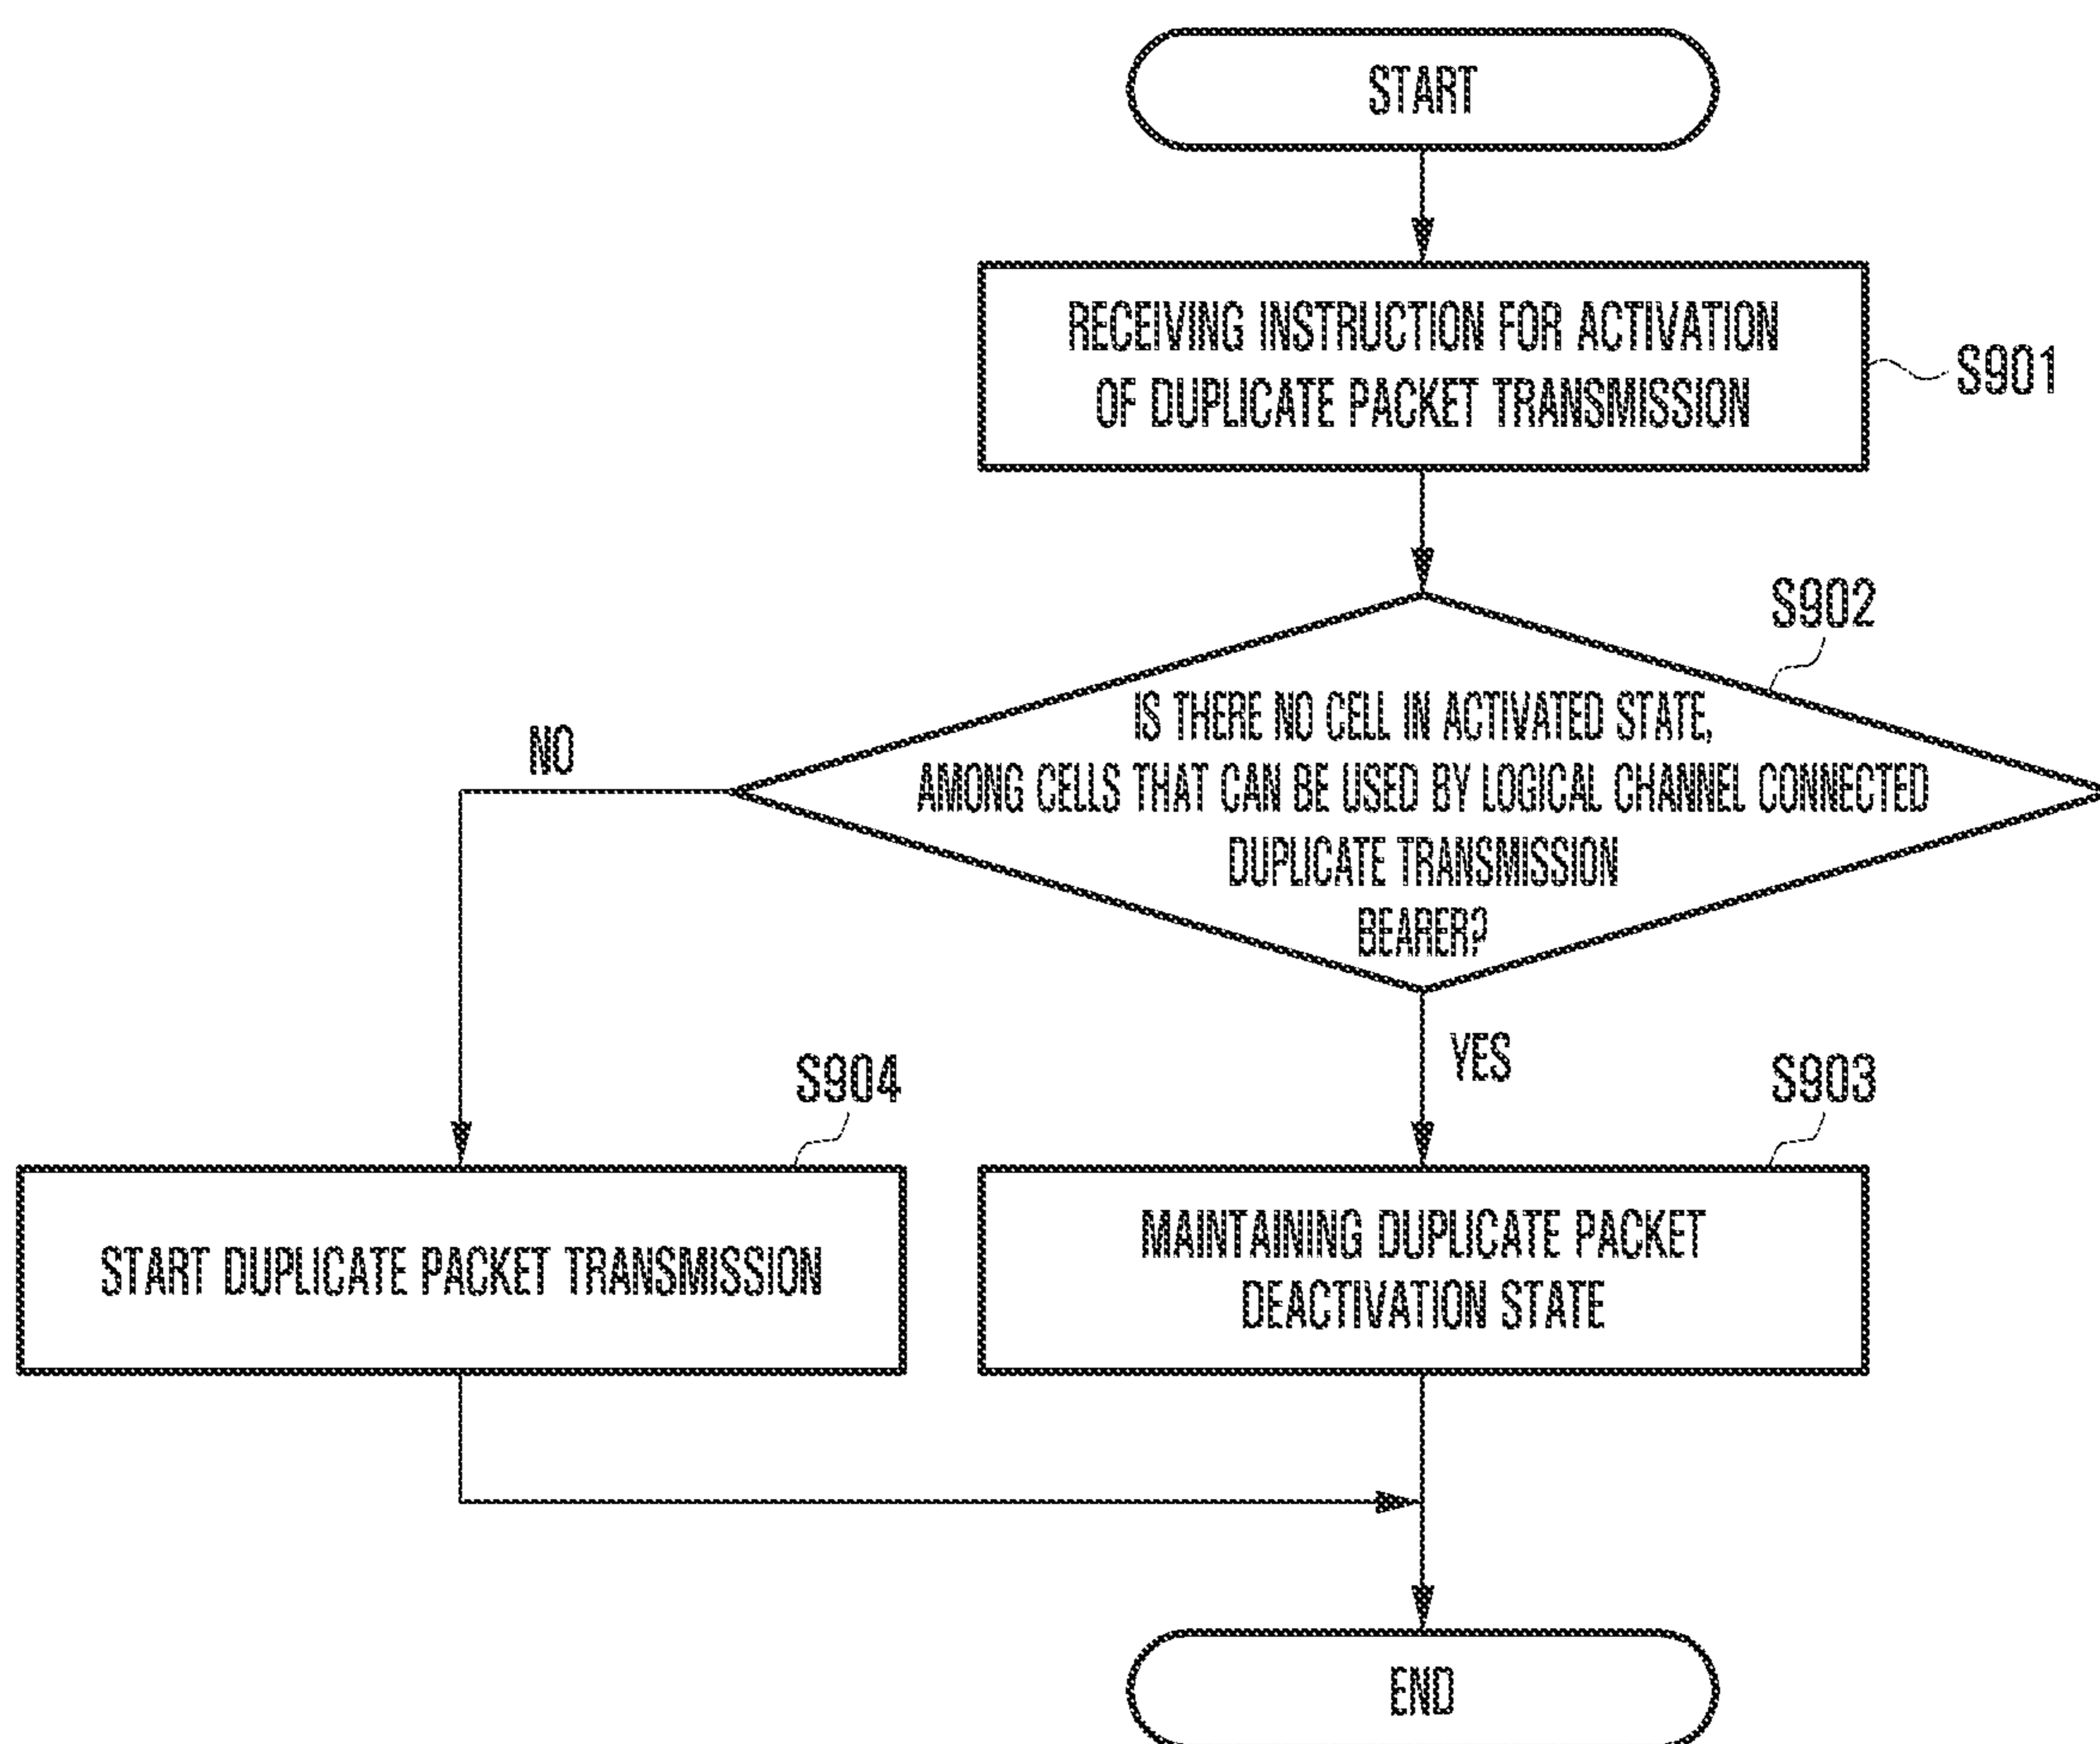 START
RECEIVING INSTRUCTION FOR ACTIVATION
OF DUPLICATE PACKET TRANSMISSION
S901
S902
IS THERE NO CELL IN ACTIVATED STATE,
AMONG CELLS THAT CAN BE USED BY LOGICAL CHANNEL CONNECTED
DUPLICATE TRANSMISSION
BEARER?
NO
YES
S904
S903
START DUPLICATE PACKET TRANSMISSION
MAINTAINING DUPLICATE PACKET
DEACTIVATION STATE
END